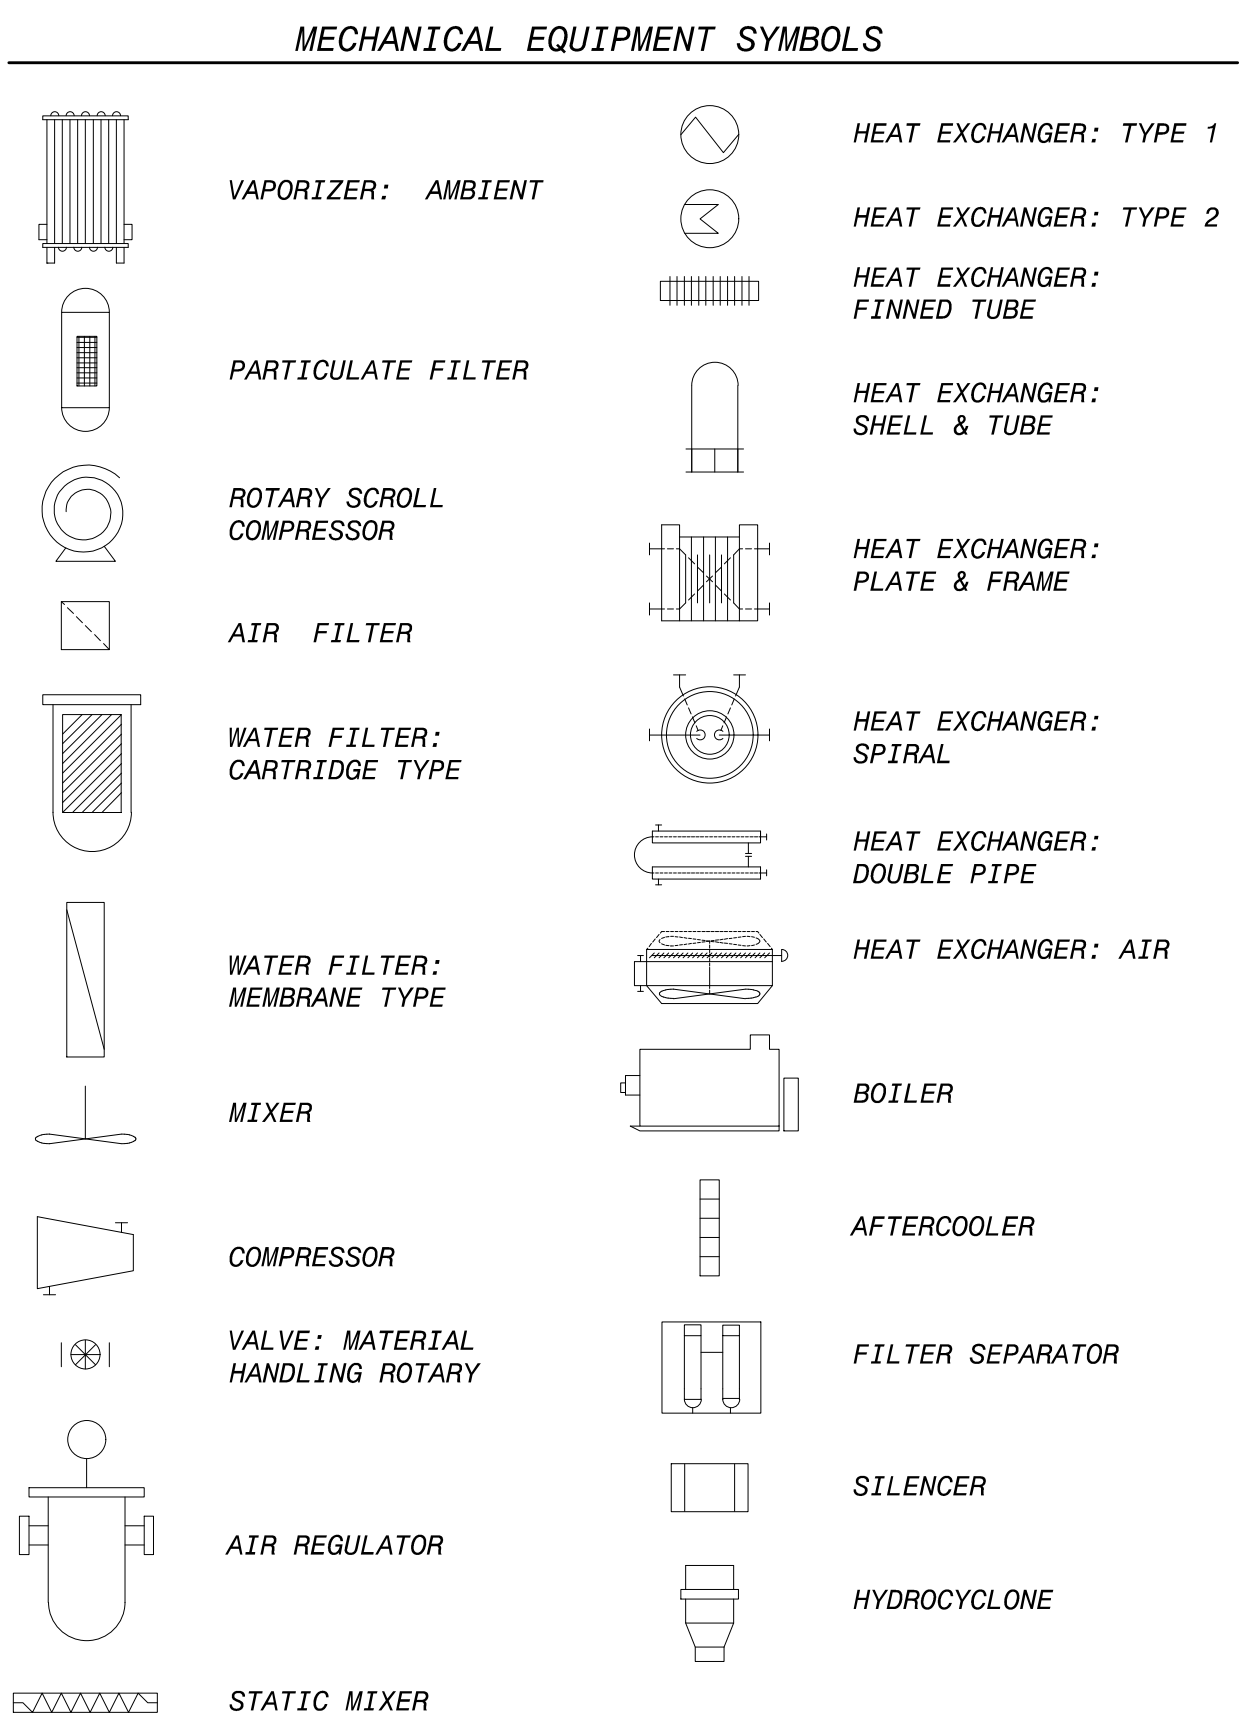 MECHANICAL EQUIPMENT SYMBOLS
VAPORIZER: AMBIENT
PARTICULATE FILTER
ROTARY SCROLL
COMPRESSOR
AIR FILTER
WATER FILTER:
CARTRIDGE TYPE
WATER FILTER:
MEMBRANE TYPE
MIXER
COMPRESSOR
VALVE: MATERIAL
HANDLING ROTARY
AIR REGULATOR
STATIC MIXER
HEAT EXCHANGER: TYPE 1
HEAT EXCHANGER: TYPE 2
HEAT EXCHANGER:
FINNED TUBE
HEAT EXCHANGER:
SHELL & TUBE
HEAT EXCHANGER:
PLATE & FRAME
HEAT EXCHANGER:
SPIRAL
HEAT EXCHANGER:
DOUBLE PIPE
HEAT EXCHANGER: AIR
BOILER
AFTERCOOLER
FILTER SEPARATOR
SILENCER
HYDROCYCLONE